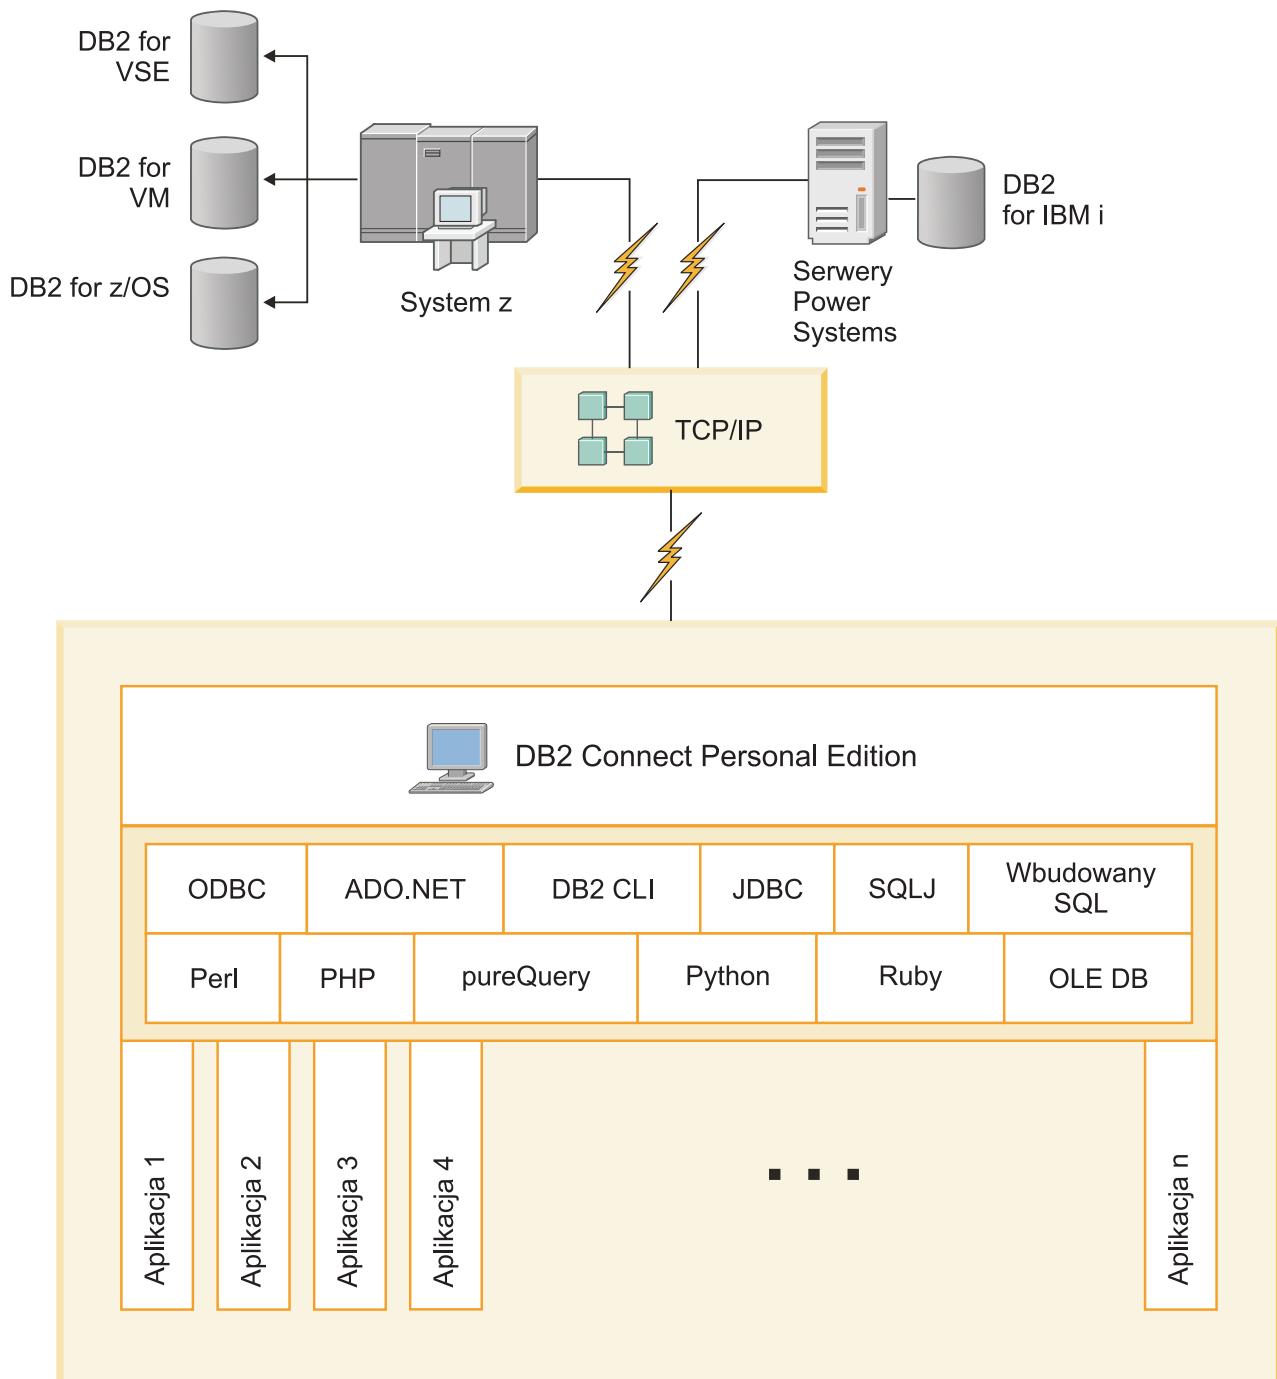 DB2 for
VSE
DB2 for
VM
DB2 for z/OS
System z
DB2
for IBM i
Serwery
Power
Systems
TCP/IP
DB2 Connect Personal Edition
ODBC
ADO.NET
DB2 CLI
JDBC
SQLJ
Wbudowany
SQL
Perl
PHP
pureQuery
Python
Ruby
OLE DB
Aplikacja 1
Aplikacja 2
Aplikacja 3
Aplikacja 4
Aplikacja n